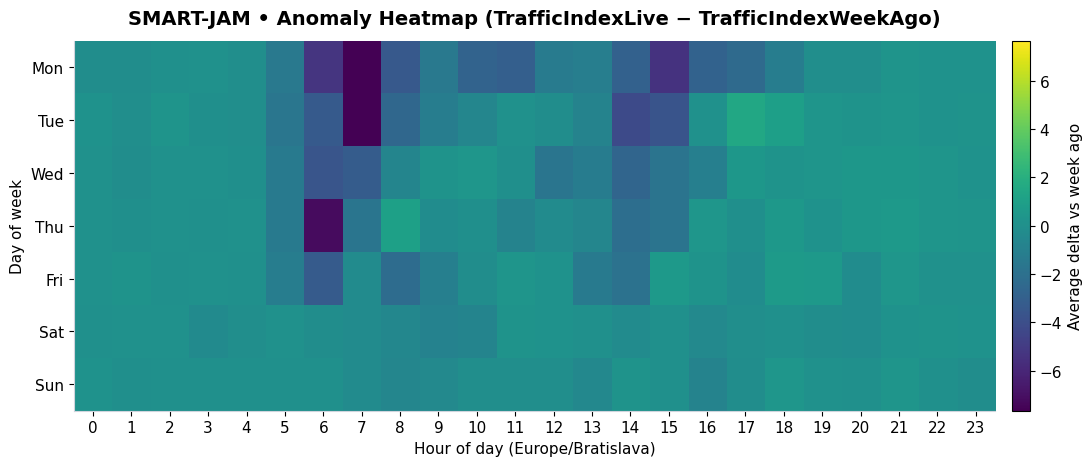 SMART-JAM • Anomaly Heatmap (TrafficIndexLive − TrafficIndexWeekAgo)
Day of week
Mon
Tue
Wed
Thu
Fri
Sat
Sun
0 1 2 3 4 5 6 7 8 9 10 11 12 13 14 15 16 17 18 19 20 21 22 23
Hour of day (Europe/Bratislava)
6
4
2
0
−2
−4
−6
Average delta vs week ago